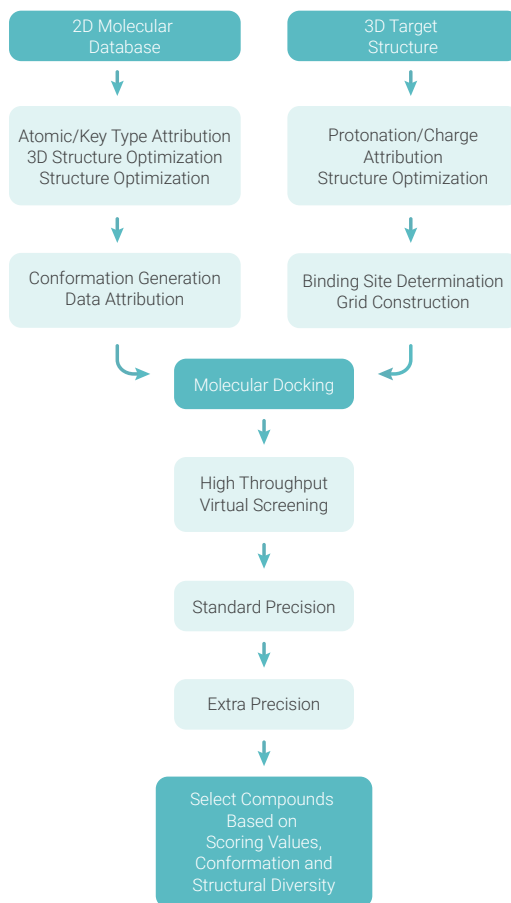 2D Molecular
Database
3D Target
Structure
Atomic/Key Type Attribution
3D Structure Optimization
Structure Optimization
Protonation/Charge
Attribution
Structure Optimization
Conformation Generation
Data Attribution
Binding Site Determination
Grid Construction
Molecular Docking
High Throughput
Virtual Screening
Standard Precision
Extra Precision
Select Compounds
Based on
Scoring Values,
Conformation and
Structural Diversity